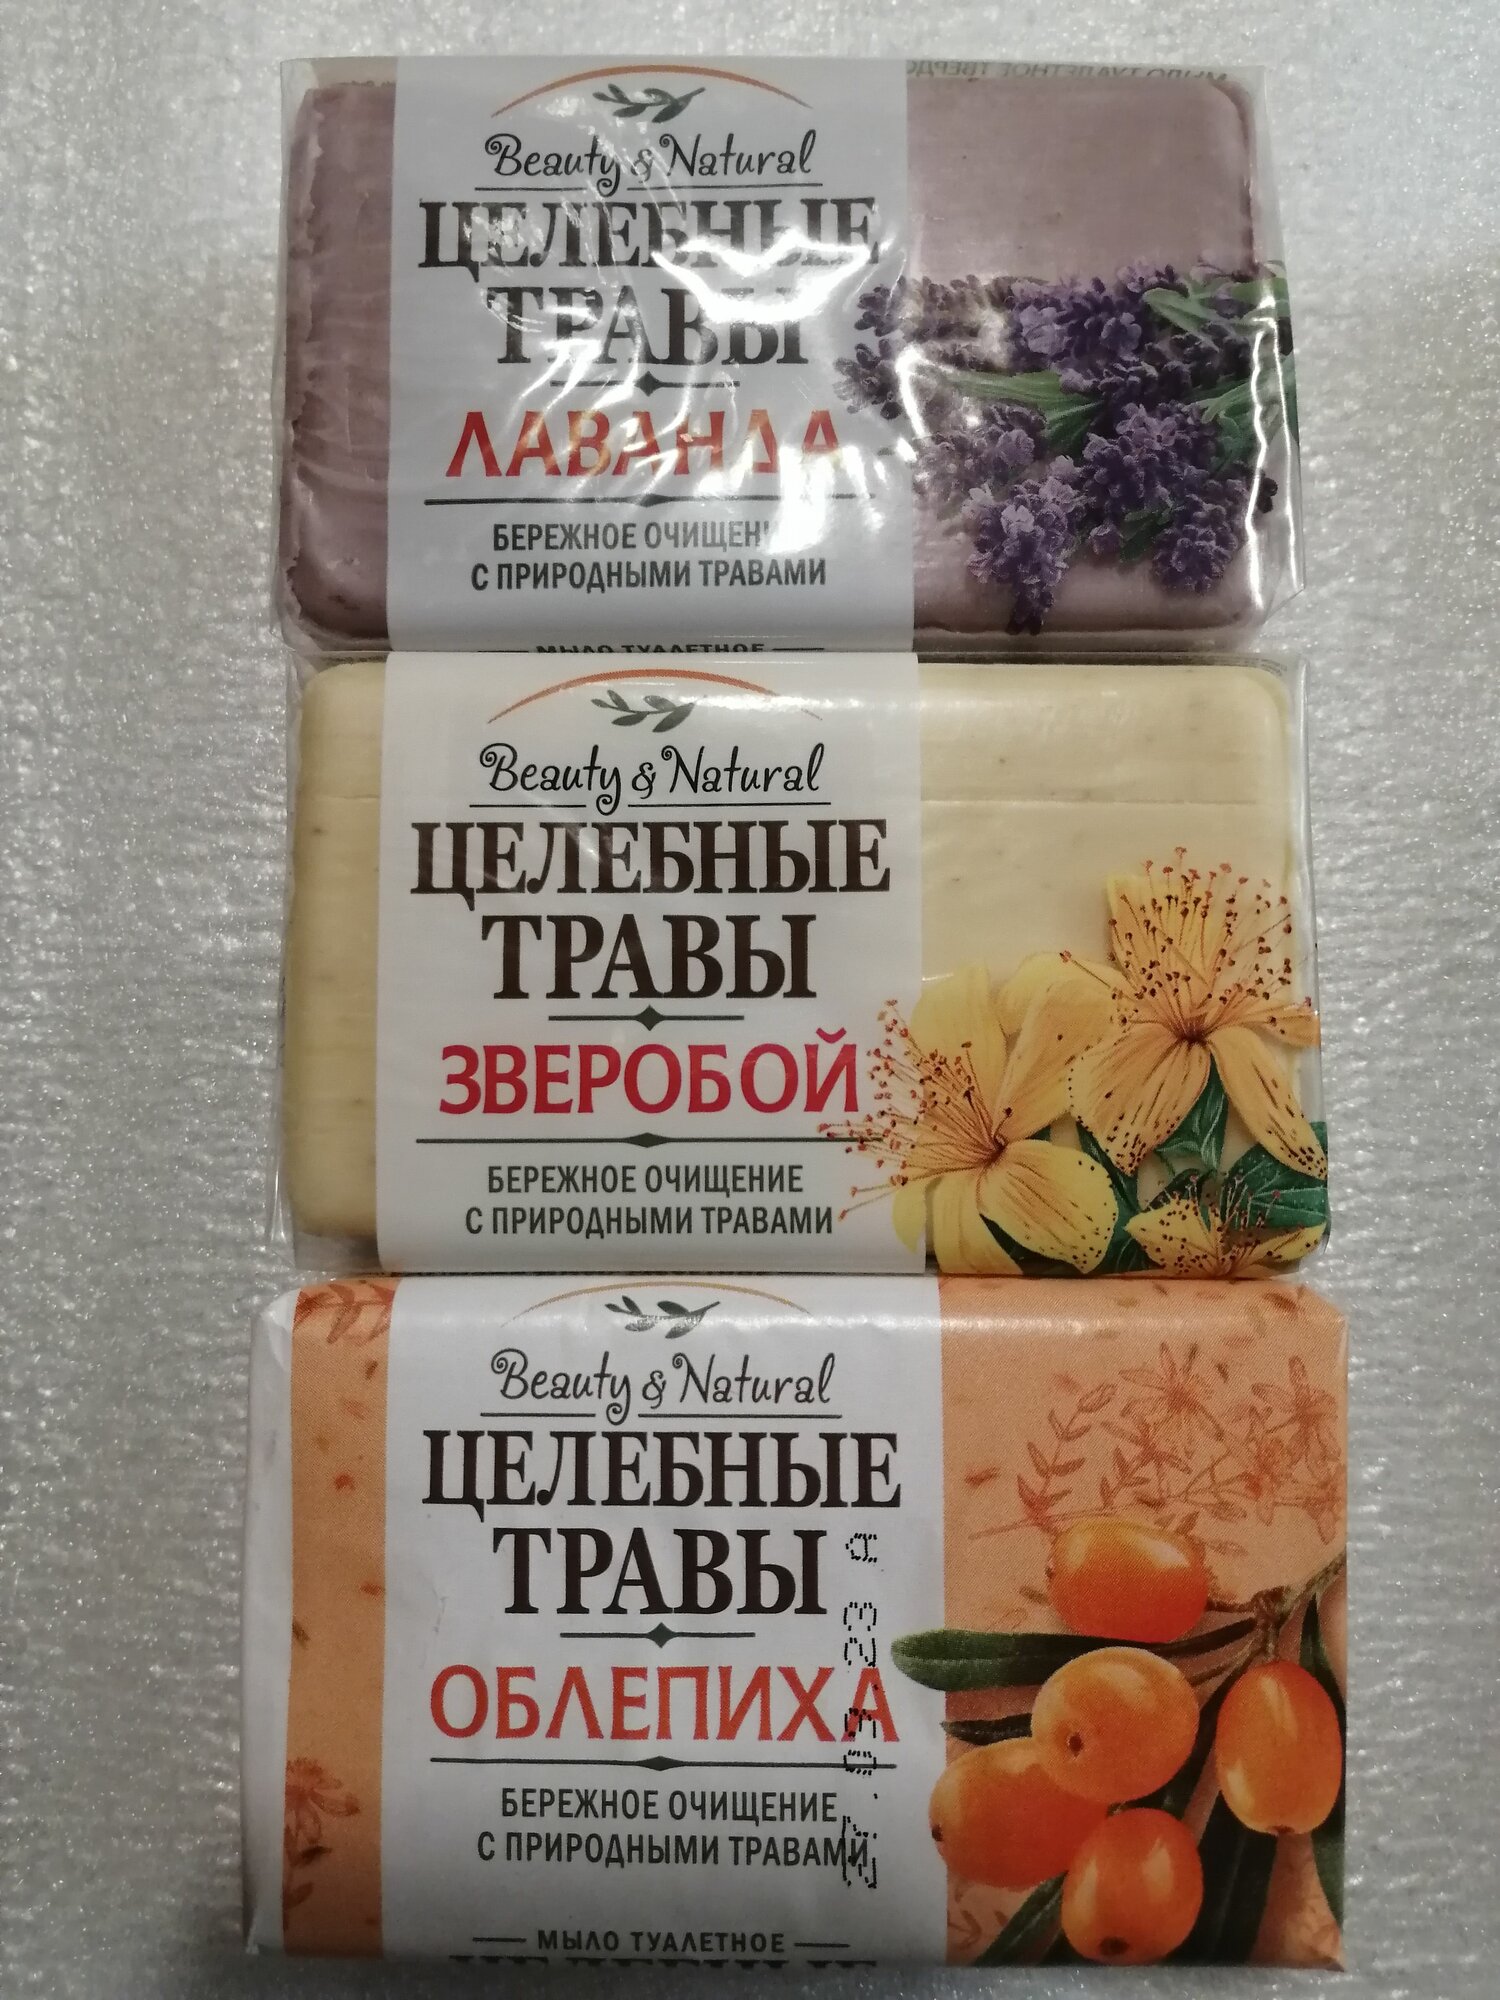 Beauty & Natural
ЦЕЛЕБНЫЕ
ТРАВЫ
ЛАВАНДА
БЕРЕЖНОЕ
С ПРИРОДНЫМИ ТРАВАМИ
МЫЛО ТУАЛЕТНОЕ
Beauty & Natural
ЦЕЛЕБНЫЕ
ТРАВЫ
ЗВЕРОБОЙ
БЕРЕЖНОЕ ОЧИЩЕНИЕ
С ПРИРОДНЫМИ ТРАВАМИ
Beauty & Natural
ЦЕЛЕБНЫЕ
ТРАВЫ
ОБЛЕПИХА
БЕРЕЖНОЕ ОЧИЩЕНИЕ
С ПРИРОДНЫМИ ТРАВАМИ
МЫЛО ТУАЛЕТНОЕ